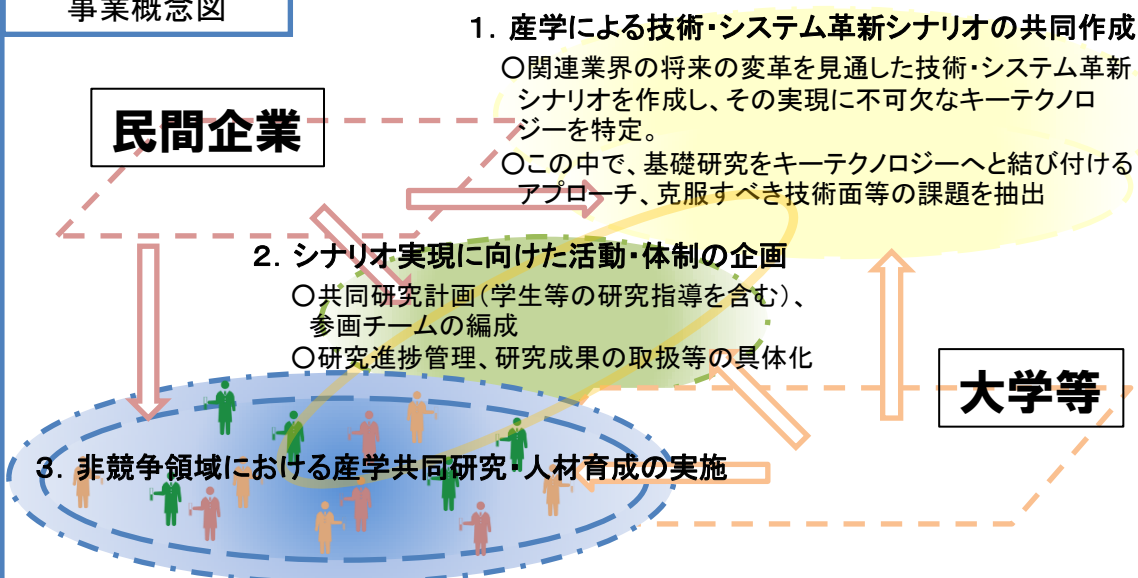 事業概念図
1．産学による技術・システム革新シナリオの共同作成
○関連業界の将来の変革を見通した技術・システム革新
シナリオを作成し、その実現に不可欠なキーテクノロ
ジーを特定。
○この中で、基礎研究をキーテクノロジーへと結び付ける
アプローチ、克服すべき技術面等の課題を抽出
民間企業
2．シナリオ実現に向けた活動・体制の企画
○共同研究計画（学生等の研究指導を含む）、
参画チームの編成
○研究進捗管理、研究成果の取扱等の具体化
大学等
3．非競争領域における産学共同研究・人材育成の実施